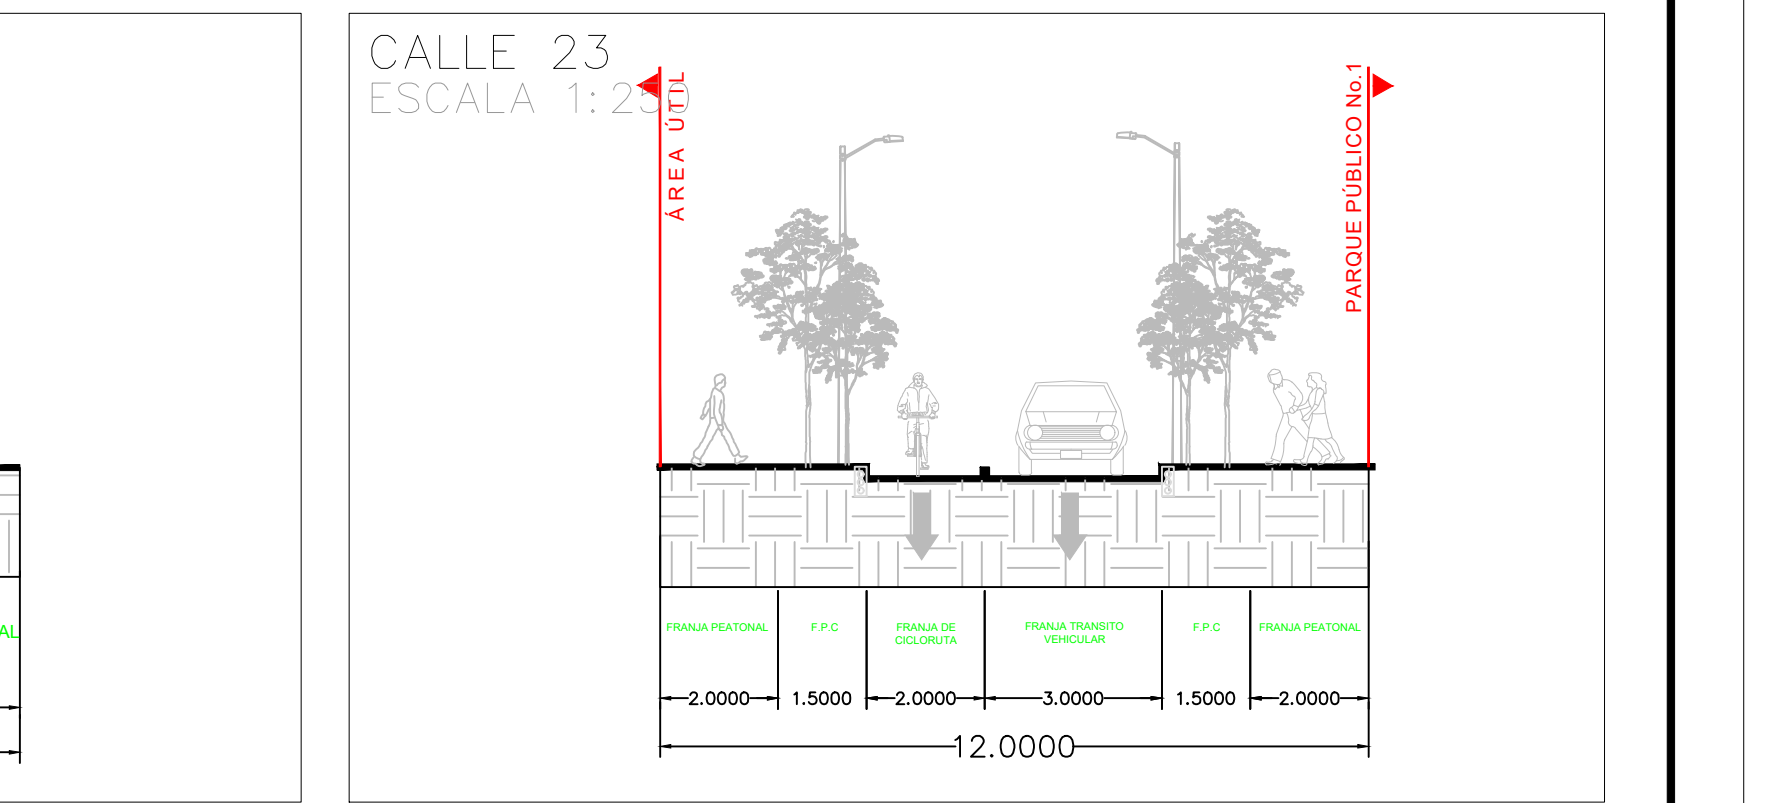 CALLE 23
ESCALA 1:250
ÁREA ÚTIL
PARQUE PÚBLICO No.1
AL
FRANJA PEATONAL
F.P.C
FRANJA DE
CICLORUTA
FRANJA TRANSITO
VEHICULAR
F.P.C
FRANJA PEATONAL
2.0000
1.5000
2.0000
3.0000
1.5000
2.0000
12.0000